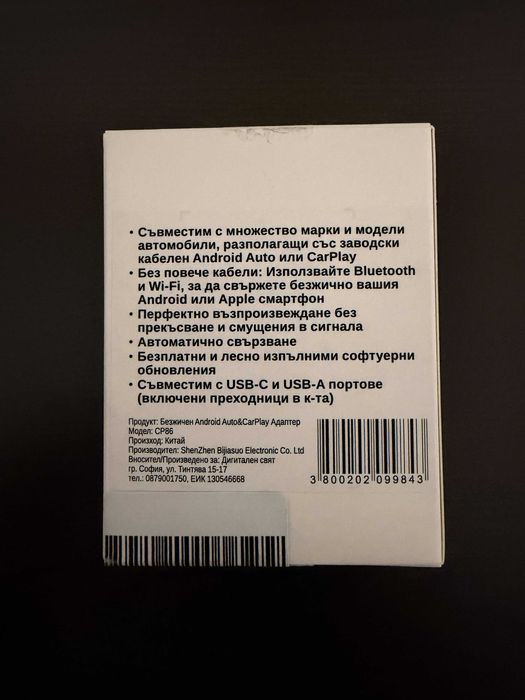 • Съвместим с множество марки и модели
автомобили, разполагащи със заводски
кабелен Android Auto или CarPlay
• Без повече кабели: Използвайте Bluetooth
и Wi-Fi, за да свържете безжично вашия
Android или Apple смартфон
• Перфектно възпроизвеждане без
прекъсване и смущения в сигнала
• Автоматично свързване
• Безплатни и лесно изпълними софтуерни
обновления
• Съвместим с USB-C и USB-A портове
(включени преходници в к-та)
Продукт: Безжичен Android Auto&CarPlay Адаптер
Модел: CP86
Произход: Китай
Производител: ShenZhen Bijiasuo Electronic Co. Ltd
Вносител/Произведено за: Дигитален свят
гр. София, ул. Тинтява 15-17
тел.: 0879001750, ЕИК 130546668
3 800202 099843